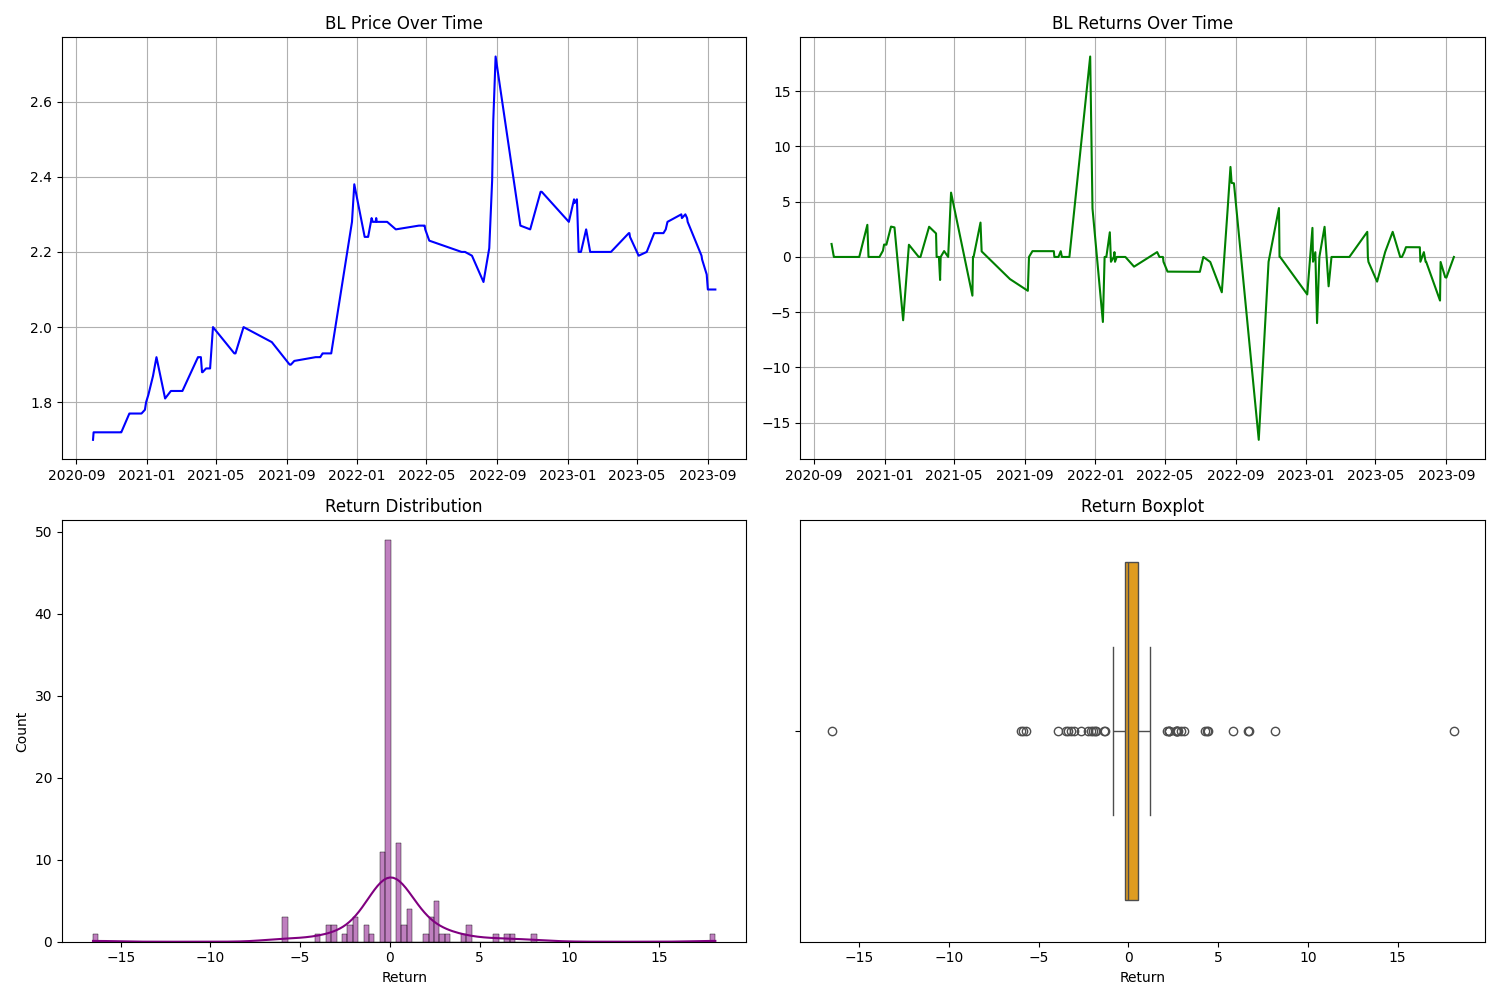 BL Price Over Time
2.6
2.4
2.2
2.0
1.8
2020-09 2021-01 2021-05 2021-09 2022-01 2022-05 2022-09 2023-01 2023-05 2023-09
BL Returns Over Time
15
10
5
0
−5
−10
−15
2020-09 2021-01 2021-05 2021-09 2022-01 2022-05 2022-09 2023-01 2023-05 2023-09
Return Distribution
Count
50
40
30
20
10
0
−15 −10 −5 0 5 10 15
Return
Return Boxplot
−15 −10 −5 0 5 10 15
Return